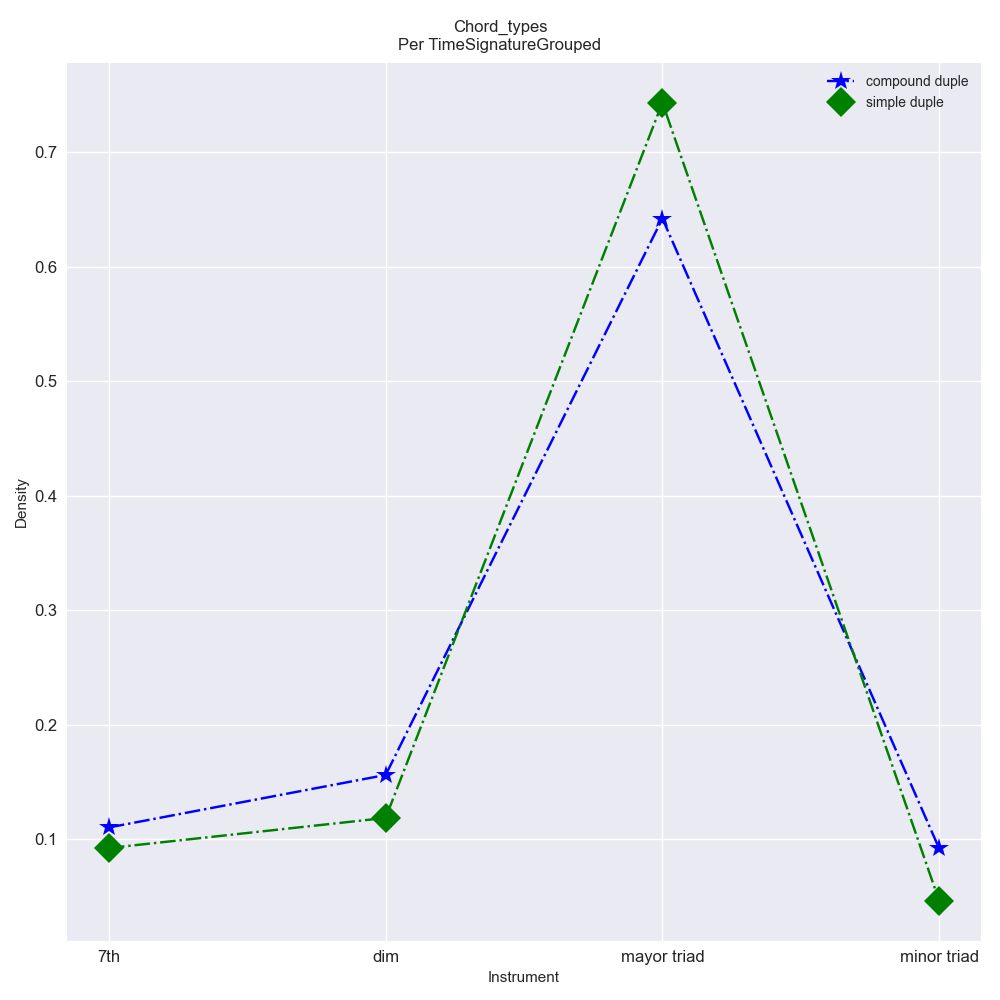 Chord_types
Per TimeSignatureGrouped
compound duple
simple duple
0.7
0.6
0.5
0.4
0.3
0.2
0.1
Density
7th
dim
mayor triad
minor triad
Instrument